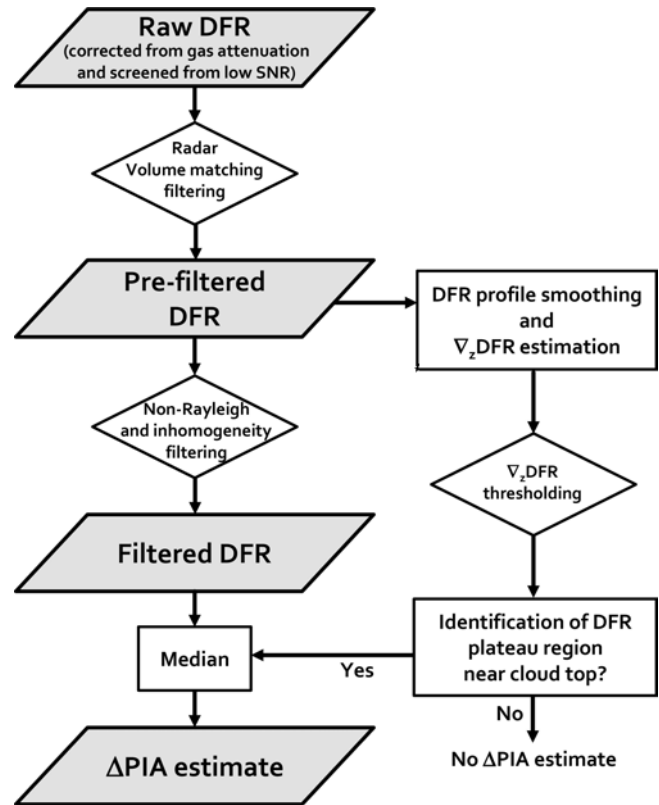 Raw DFR
(corrected from gas attenuation
and screened from low SNR)
Radar
Volume matching
filtering
Pre-filtered
DFR
DFR profile smoothing
and
∇zDFR estimation
Non-Rayleigh
and inhomogeneity
filtering
∇zDFR
thresholding
Filtered DFR
Identification of DFR
plateau region
near cloud top?
Yes
Median
No
ΔPIA estimate
No ΔPIA estimate